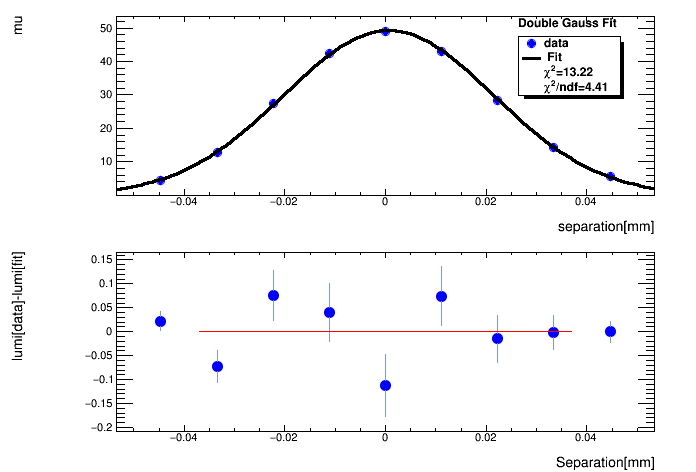 Double Gauss Fit
mu
data
Fit
χ²=13.22
χ²/ndf=4.41
50
40
30
20
10
−0.04 −0.02 0 0.02 0.04
separation[mm]
lumi[data]-lumi[fit]
0.15
0.1
0.05
0
−0.05
−0.1
−0.15
−0.2
−0.04 −0.02 0 0.02 0.04
Separation[mm]